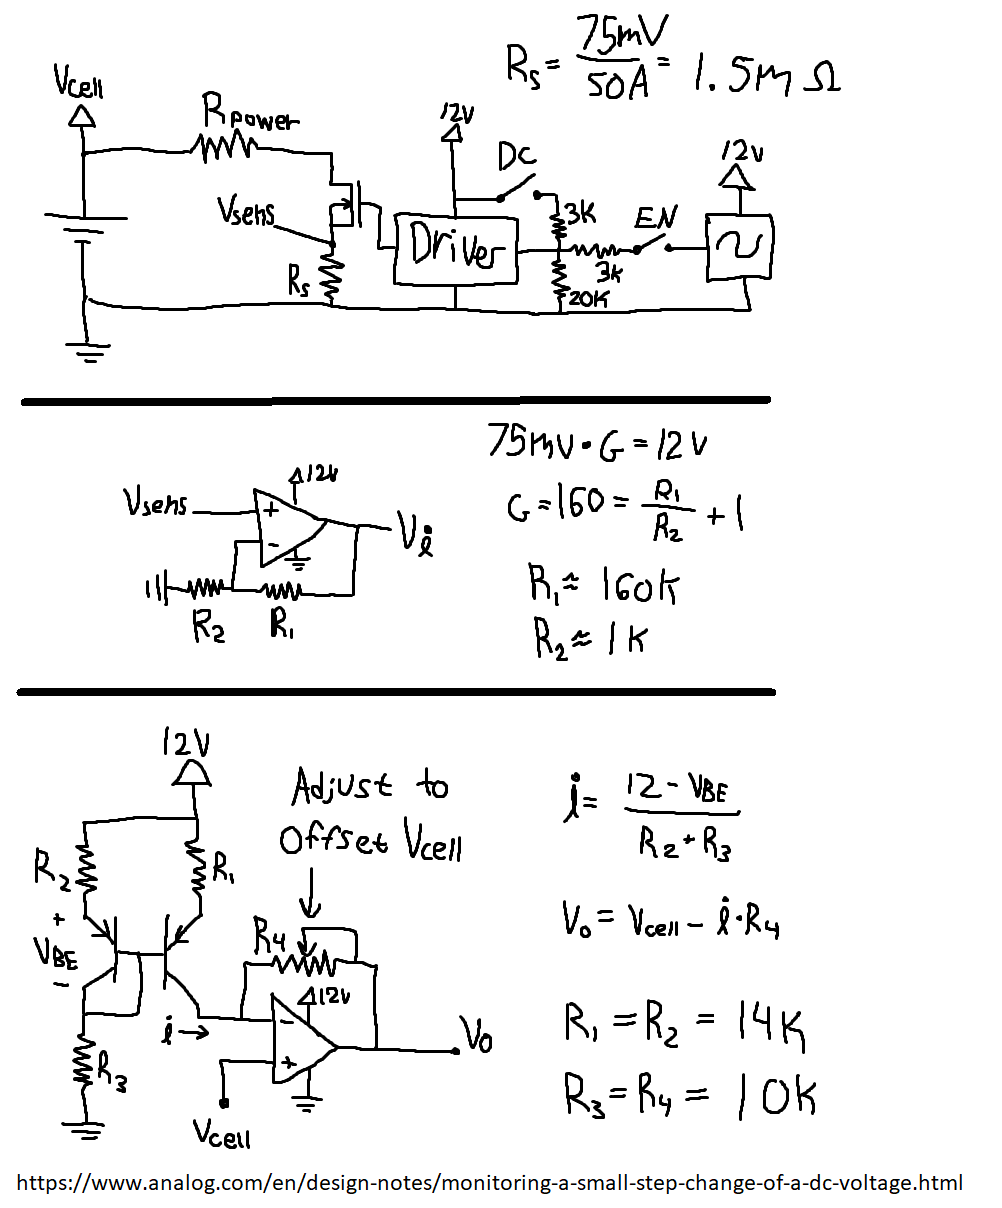 Rs = 75mV / 50A = 1.5m Ω
Vcell
Rpower
12V
DC
12V
Vsens
3K
EN
Driver
Rs
3K
20K
75mV • G = 12V
12V
Vsens
G = 160 = R1 / R2 + 1
Vi
R1 ≈ 160K
R2 R1
R2 ≈ 1K
12V
Adjust to
Offset Vcell
i = 12 - VBE / R2 + R3
R2
R1
+
VBE
-
R4
Vo = Vcell - i • R4
12V
i
Vo
R1 = R2 = 14K
R3
R3 = R4 = 10K
Vcell
https://www.analog.com/en/design-notes/monitoring-a-small-step-change-of-a-dc-voltage.html